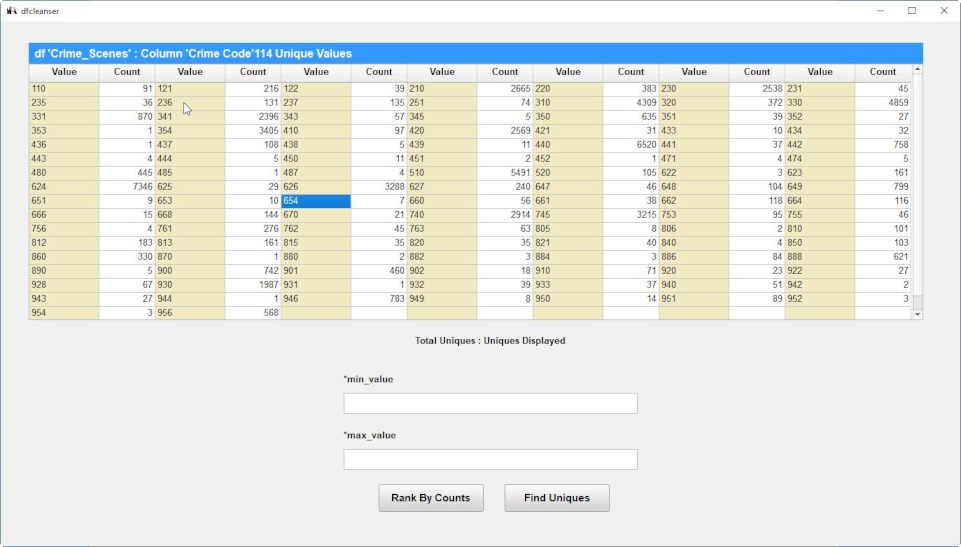 dfcleanser
df 'Crime_Scenes' : Column 'Crime Code'114 Unique Values
Value Count Value Count Value Count Value Count Value Count Value Count Value Count
110 91 121 216 122 39 210 2665 220 383 230 2538 231 45
235 36 236 131 237 135 251 74 310 4309 320 372 330 4859
331 870 341 2396 343 57 345 5 350 635 351 39 352 27
353 1 354 3405 410 97 420 2569 421 31 433 10 434 32
436 1 437 108 438 5 439 11 440 6520 441 37 442 758
443 4 444 5 450 11 451 2 452 1 471 4 474 5
480 445 485 1 487 4 510 5491 520 105 622 3 623 161
624 7346 625 29 626 3288 627 240 647 46 648 104 649 799
651 9 653 10 654 7 660 56 661 38 662 118 664 116
666 15 668 144 670 21 740 2914 745 3215 753 95 755 46
756 4 761 276 762 45 763 63 805 8 806 2 810 101
812 183 813 161 815 35 820 35 821 40 840 4 850 103
860 330 870 1 880 2 882 3 884 3 886 84 888 621
890 5 900 742 901 460 902 18 910 71 920 23 922 27
928 67 930 1987 931 1 932 39 933 37 940 51 942 2
943 27 944 1 946 783 949 8 950 14 951 89 952 3
954 3 956 568
Total Uniques : Uniques Displayed
*min_value
*max_value
Rank By Counts Find Uniques